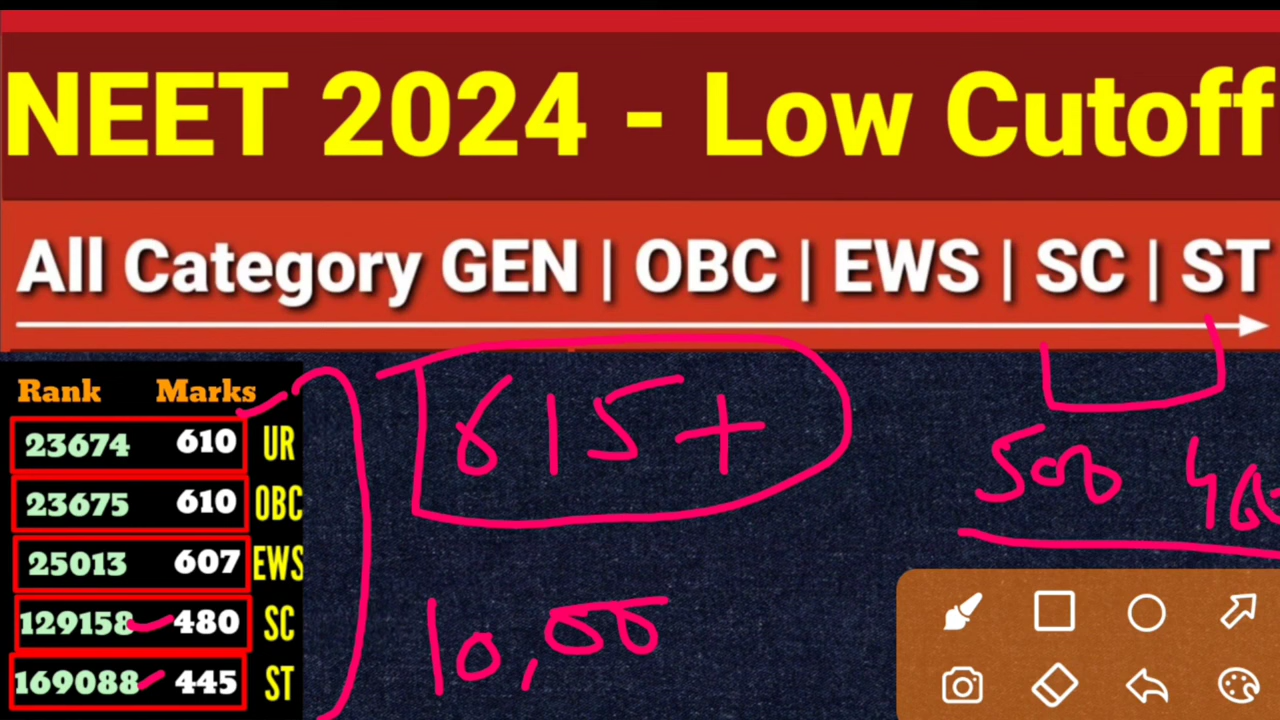 NEET 2024 - Low Cutoff
All Category GEN | OBC | EWS | SC | ST
Rank Marks
23674 610 UR
23675 610 OBC
25013 607 EWS
129158 480 SC
169088 445 ST
615+
500
10,00